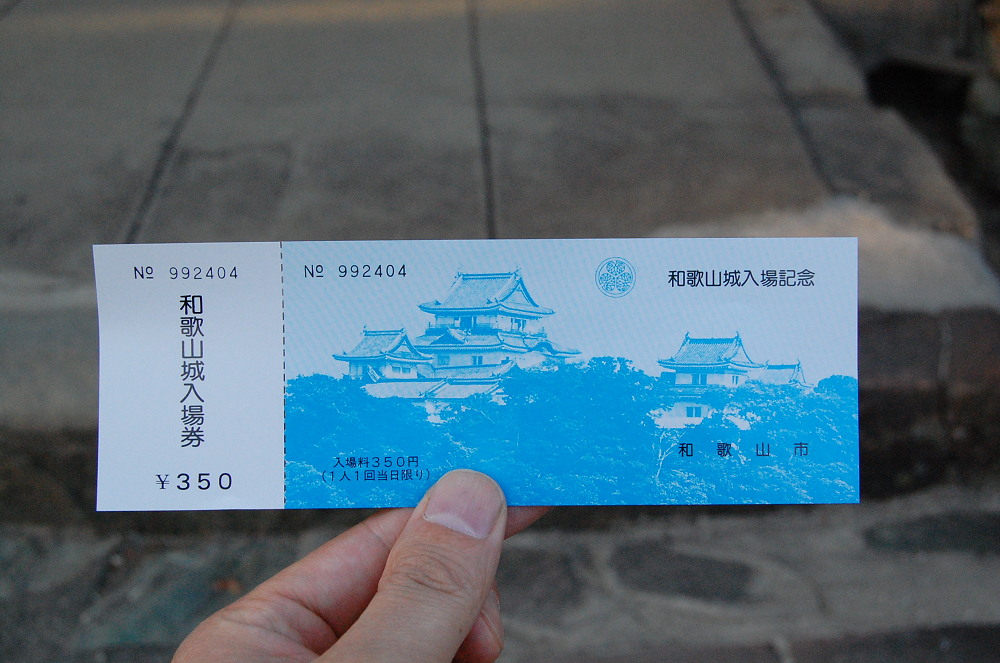 № 992404
和歌山城入場券
¥350
№ 992404
和歌山城入場記念
入場料350円
(1人1回当日限り)
和歌山市